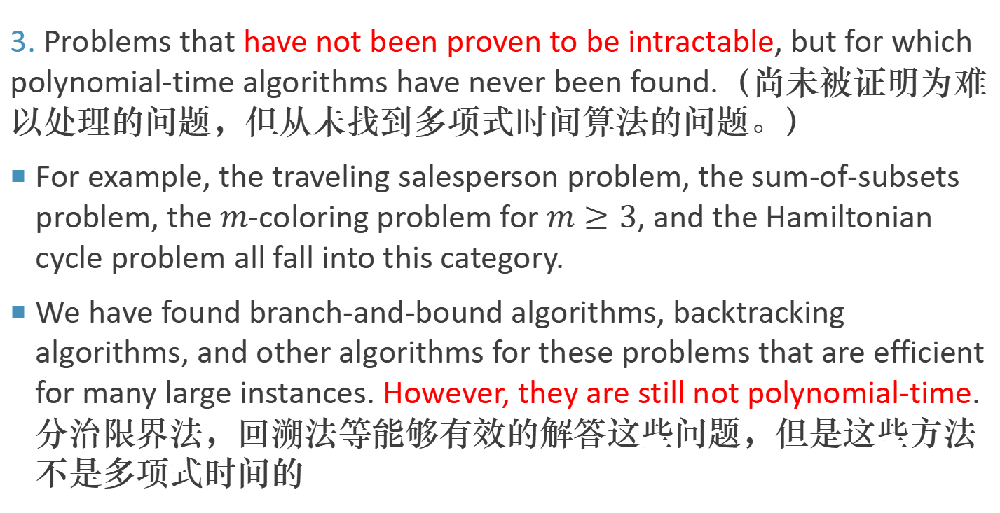 3. Problems that have not been proven to be intractable, but for which
polynomial-time algorithms have never been found.（尚未被证明为难
以处理的问题，但从未找到多项式时间算法的问题。）
▪ For example, the traveling salesperson problem, the sum-of-subsets
problem, the m-coloring problem for m ≥ 3, and the Hamiltonian
cycle problem all fall into this category.
▪ We have found branch-and-bound algorithms, backtracking
algorithms, and other algorithms for these problems that are efficient
for many large instances. However, they are still not polynomial-time.
分治限界法，回溯法等能够有效的解答这些问题，但是这些方法
不是多项式时间的